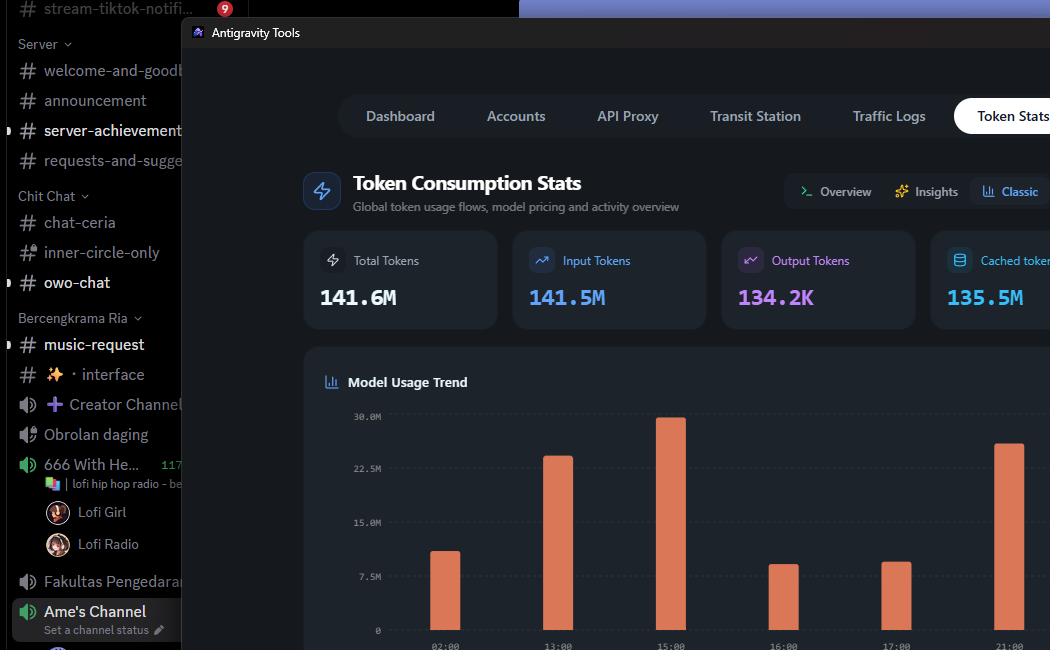 stream-tiktok-notifi...
9
Server
welcome-and-goodb
announcement
server-achievement
requests-and-sugge
Chit Chat
chat-ceria
inner-circle-only
owo-chat
Bercengkrama Ria
music-request
✨・interface
➕ Creator Channel
Obrolan daging
666 With He...
117
| lofi hip hop radio - be
Lofi Girl
Lofi Radio
Fakultas Pengedaran
Ame's Channel
Set a channel status
Antigravity Tools
Dashboard
Accounts
API Proxy
Transit Station
Traffic Logs
Token Stats
Token Consumption Stats
Global token usage flows, model pricing and activity overview
Overview
Insights
Classic
Total Tokens
141.6M
Input Tokens
141.5M
Output Tokens
134.2K
Cached token
135.5M
Model Usage Trend
30.0M
22.5M
15.0M
7.5M
0
02:00
13:00
15:00
16:00
17:00
21:00